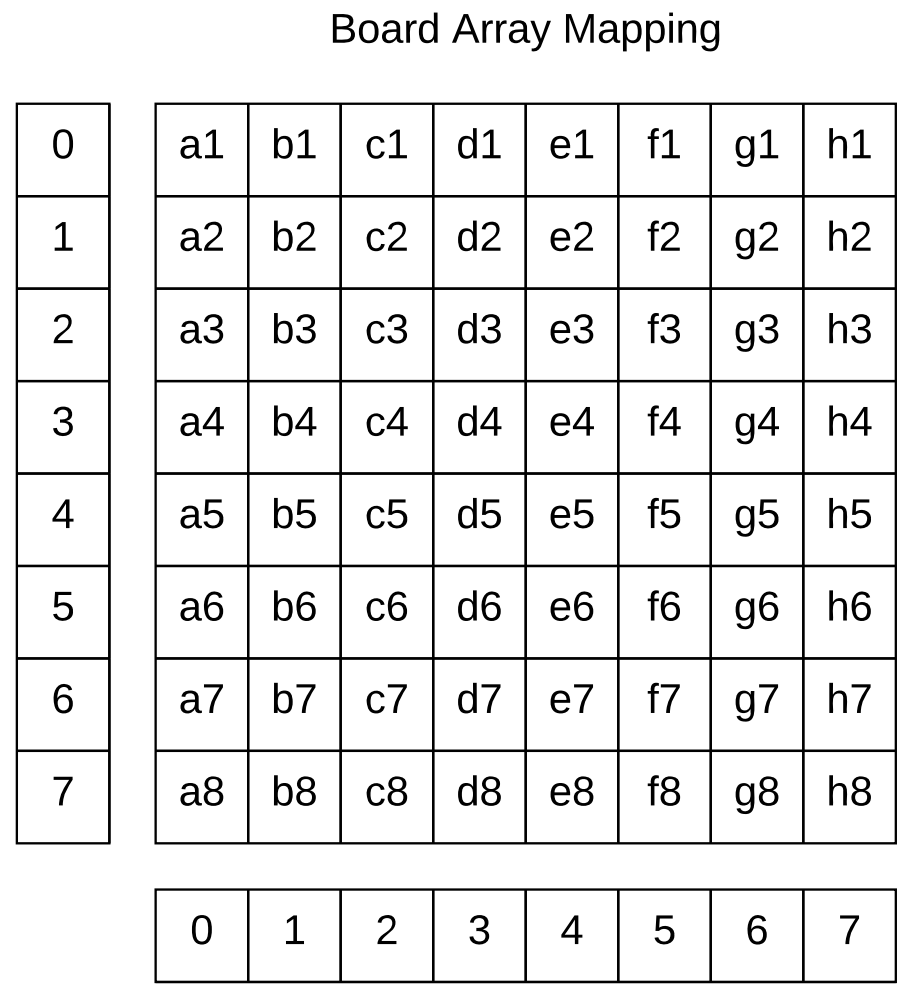 Board Array Mapping
0 a1 b1 c1 d1 e1 f1 g1 h1
1 a2 b2 c2 d2 e2 f2 g2 h2
2 a3 b3 c3 d3 e3 f3 g3 h3
3 a4 b4 c4 d4 e4 f4 g4 h4
4 a5 b5 c5 d5 e5 f5 g5 h5
5 a6 b6 c6 d6 e6 f6 g6 h6
6 a7 b7 c7 d7 e7 f7 g7 h7
7 a8 b8 c8 d8 e8 f8 g8 h8
0 1 2 3 4 5 6 7